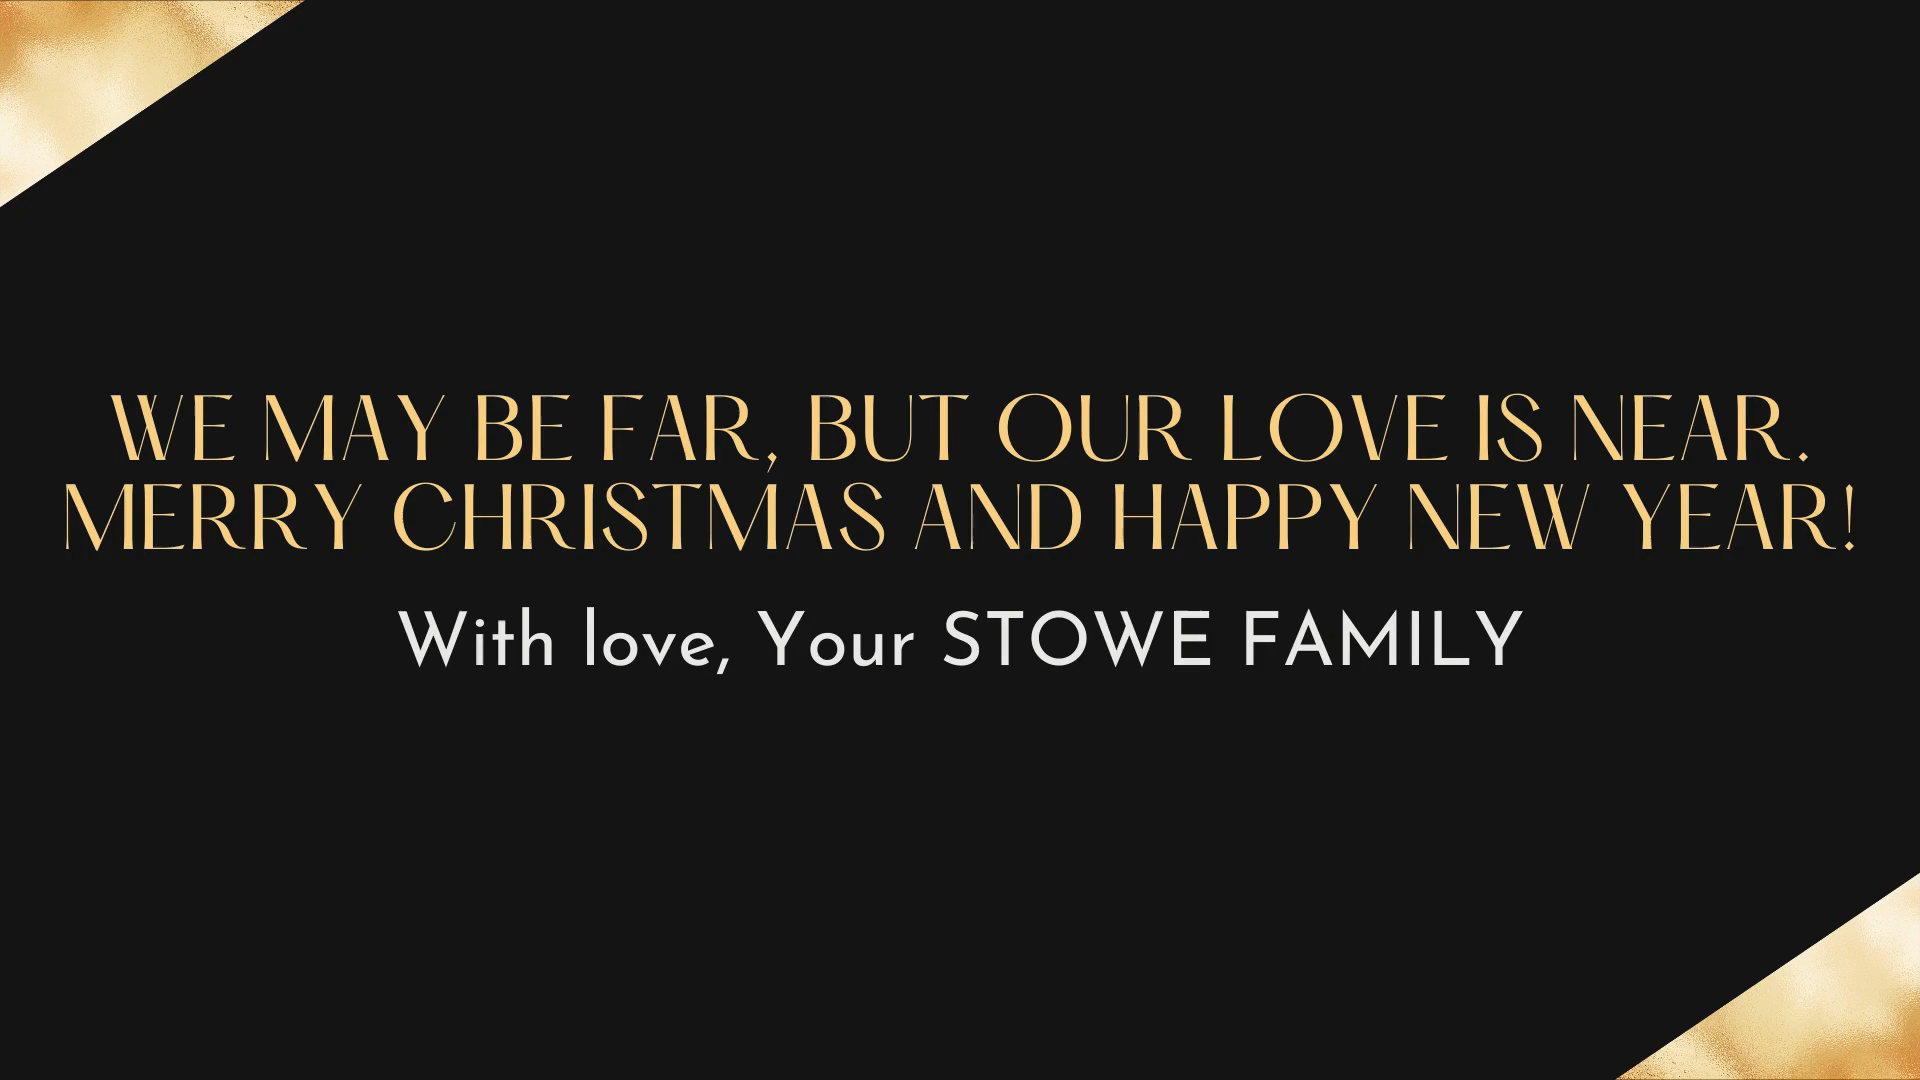 WE MAY BE FAR, BUT OUR LOVE IS NEAR.
MERRY CHRISTMAS AND HAPPY NEW YEAR!
With love, Your STOWE FAMILY